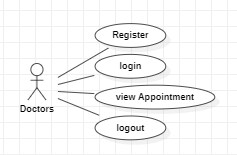 Register
login
view Appointment
Doctors
logout